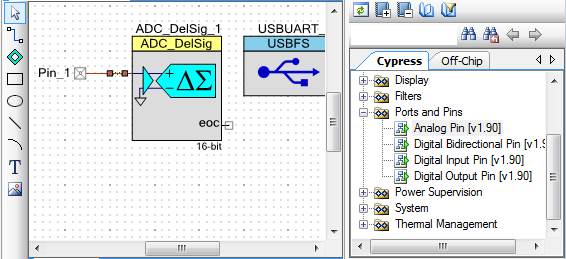 ADC_DelSig_1
ADC_DelSig
USBUART_
USBFS
Pin_1
ΔΣ
eoc
16-bit
T
Cypress
Off-Chip
Display
Filters
Ports and Pins
Analog Pin [v1.90]
Digital Bidirectional Pin [v1.9
Digital Input Pin [v1.90]
Digital Output Pin [v1.90]
Power Supervision
System
Thermal Management